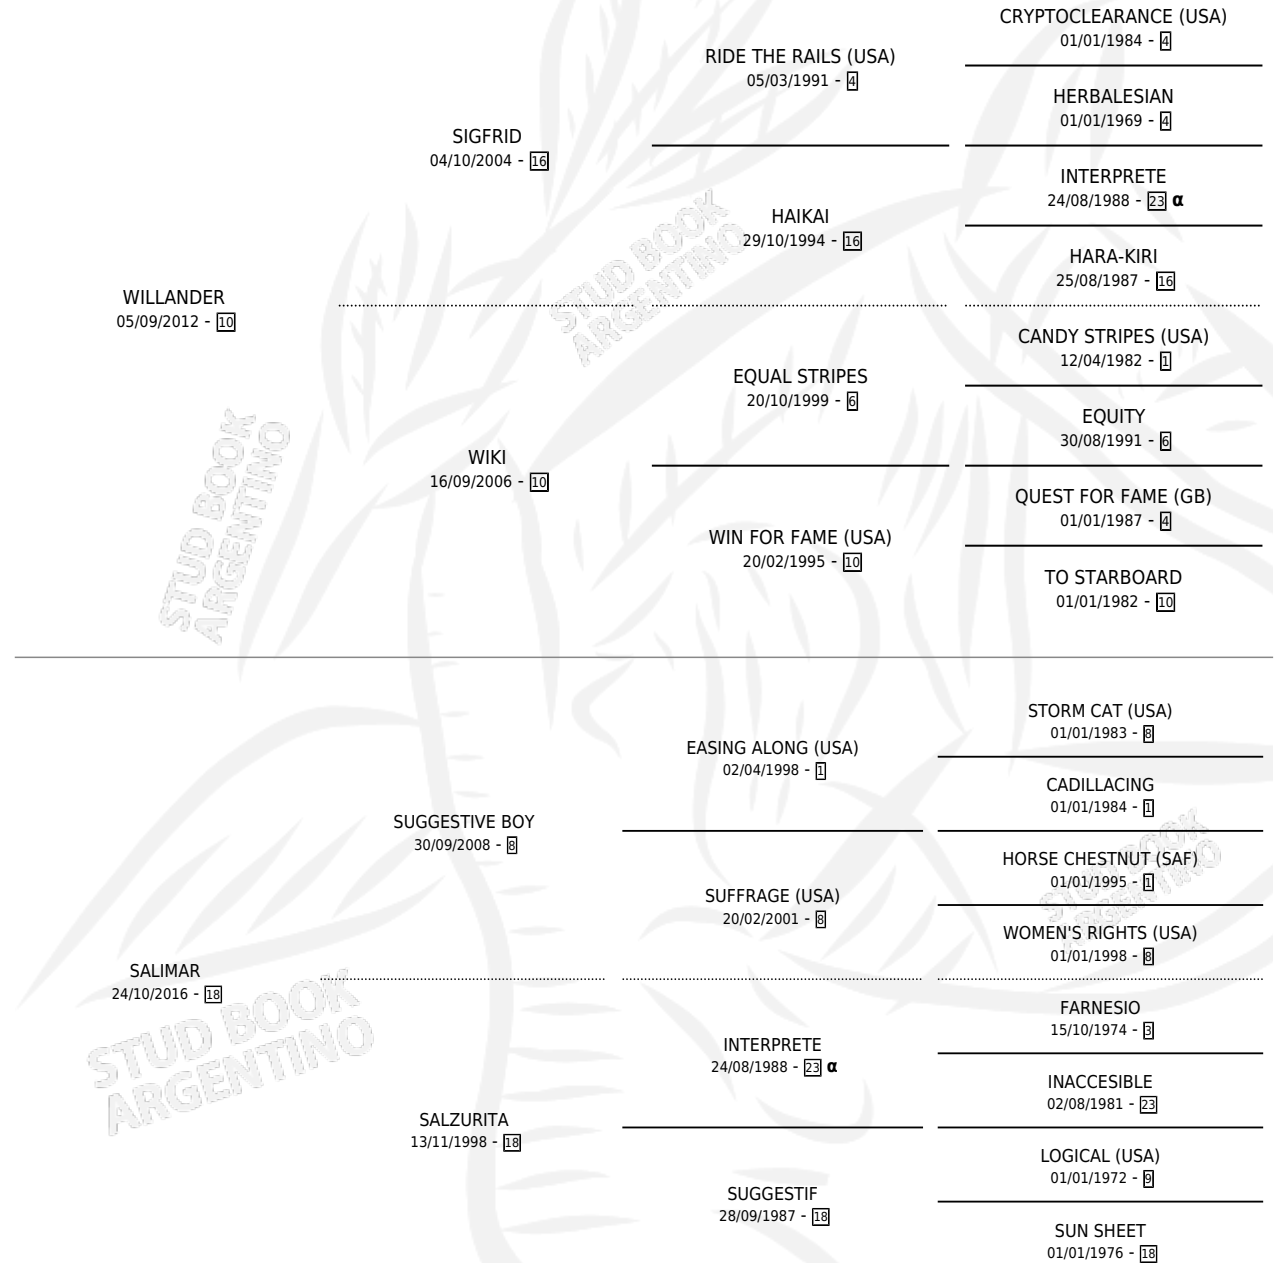 CRYPTOCLEARANCE (USA)
01/01/1984 - 4
RIDE THE RAILS (USA)
05/03/1991 - 4
HERBALESIAN
01/01/1969 - 4
SIGFRID
04/10/2004 - 16
INTERPRETE
24/08/1988 - 23 α
HAIKAI
29/10/1994 - 16
HARA-KIRI
25/08/1987 - 16
WILLANDER
05/09/2012 - 10
CANDY STRIPES (USA)
12/04/1982 - 1
EQUAL STRIPES
20/10/1999 - 6
EQUITY
30/08/1991 - 6
WIKI
16/09/2006 - 10
QUEST FOR FAME (GB)
01/01/1987 - 4
WIN FOR FAME (USA)
20/02/1995 - 10
TO STARBOARD
01/01/1982 - 10
STORM CAT (USA)
01/01/1983 - 8
EASING ALONG (USA)
02/04/1998 - 1
CADILLACING
01/01/1984 - 1
SUGGESTIVE BOY
30/09/2008 - 8
HORSE CHESTNUT (SAF)
01/01/1995 - 1
SUFFRAGE (USA)
20/02/2001 - 8
WOMEN'S RIGHTS (USA)
01/01/1998 - 8
SALIMAR
24/10/2016 - 18
FARNESIO
15/10/1974 - 3
INTERPRETE
24/08/1988 - 23 α
INACCESIBLE
02/08/1981 - 23
SALZURITA
13/11/1998 - 18
LOGICAL (USA)
01/01/1972 - 9
SUGGESTIF
28/09/1987 - 18
SUN SHEET
01/01/1976 - 18
STUD BOOK
ARGENTINO
STUD BOOK
ARGENTINO
STUD BOOK
ARGENTINO
STUD BOOK
ARGENTINO